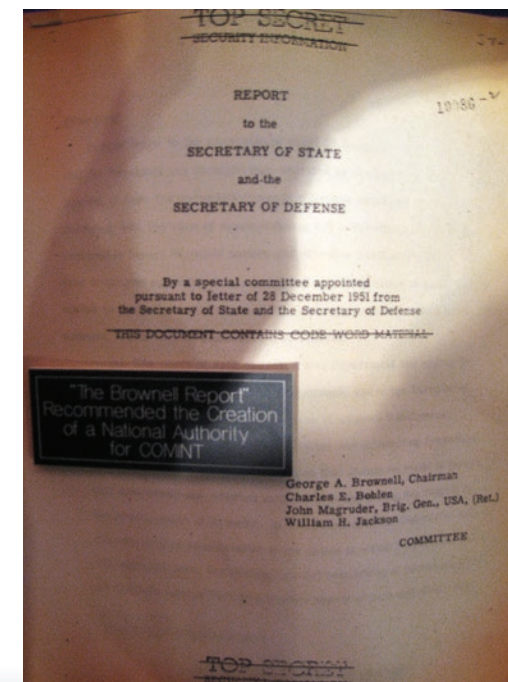 TOP SECRET
SECURITY INFORMATION
REPORT
to the
SECRETARY OF STATE
and the
SECRETARY OF DEFENSE
By a special committee appointed
pursuant to letter of 28 December 1951 from
the Secretary of State and the Secretary of Defense
THIS DOCUMENT CONTAINS CODE WORD MATERIAL
"The Brownell Report"
Recommended the Creation
of a National Authority
for COMINT
George A. Brownell, Chairman
Charles E. Bohlen
John Magruder, Brig. Gen., USA, (Ret.)
William H. Jackson
COMMITTEE
TOP SECRET